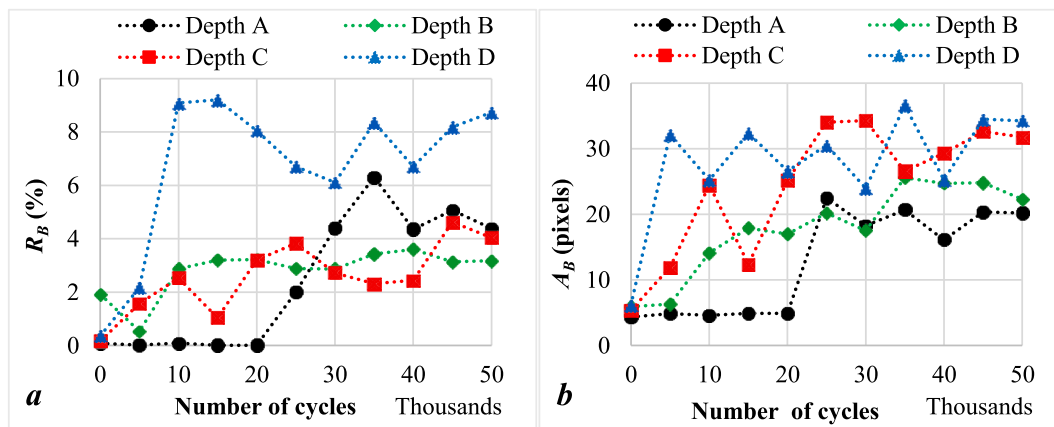 Depth A Depth B
Depth C Depth D
10
8
6
4
2
0
R_B (%)
0 10 20 30 40 50
a Number of cycles Thousands
Depth A Depth B
Depth C Depth D
40
30
20
10
0
A_B (pixels)
0 10 20 30 40 50
b Number of cycles Thousands